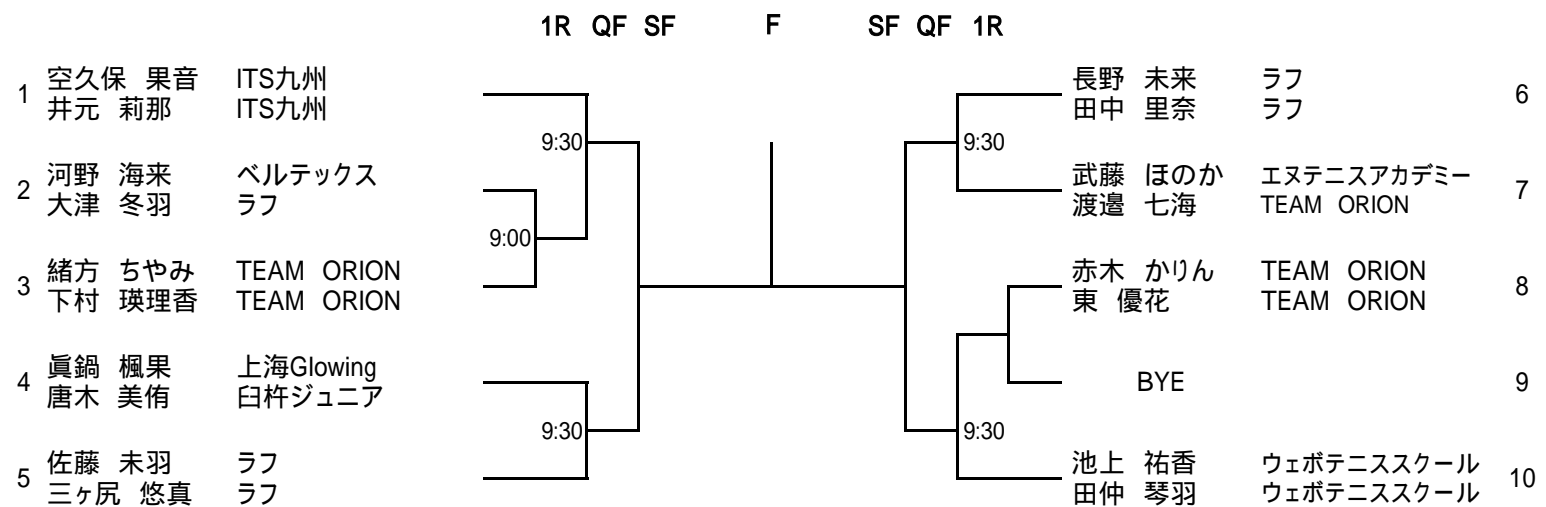 1R QF SF F SF QF 1R
1 空久保 果音 ITS九州
井元 莉那 ITS九州
9:30
2 河野 海来 ベルテックス
大津 冬羽 ラフ
9:00
3 緒方 ちやみ TEAM ORION
下村 瑛理香 TEAM ORION
4 眞鍋 楓果 上海Glowing
唐木 美侑 臼杵ジュニア
9:30
5 佐藤 未羽 ラフ
三ヶ尻 悠真 ラフ
長野 未来 ラフ 6
田中 里奈 ラフ
9:30
武藤 ほのか エヌテニスアカデミー 7
渡邉 七海 TEAM ORION
赤木 かりん TEAM ORION 8
東 優花 TEAM ORION
BYE 9
9:30
池上 祐香 ウェボテニススクール 10
田仲 琴羽 ウェボテニススクール